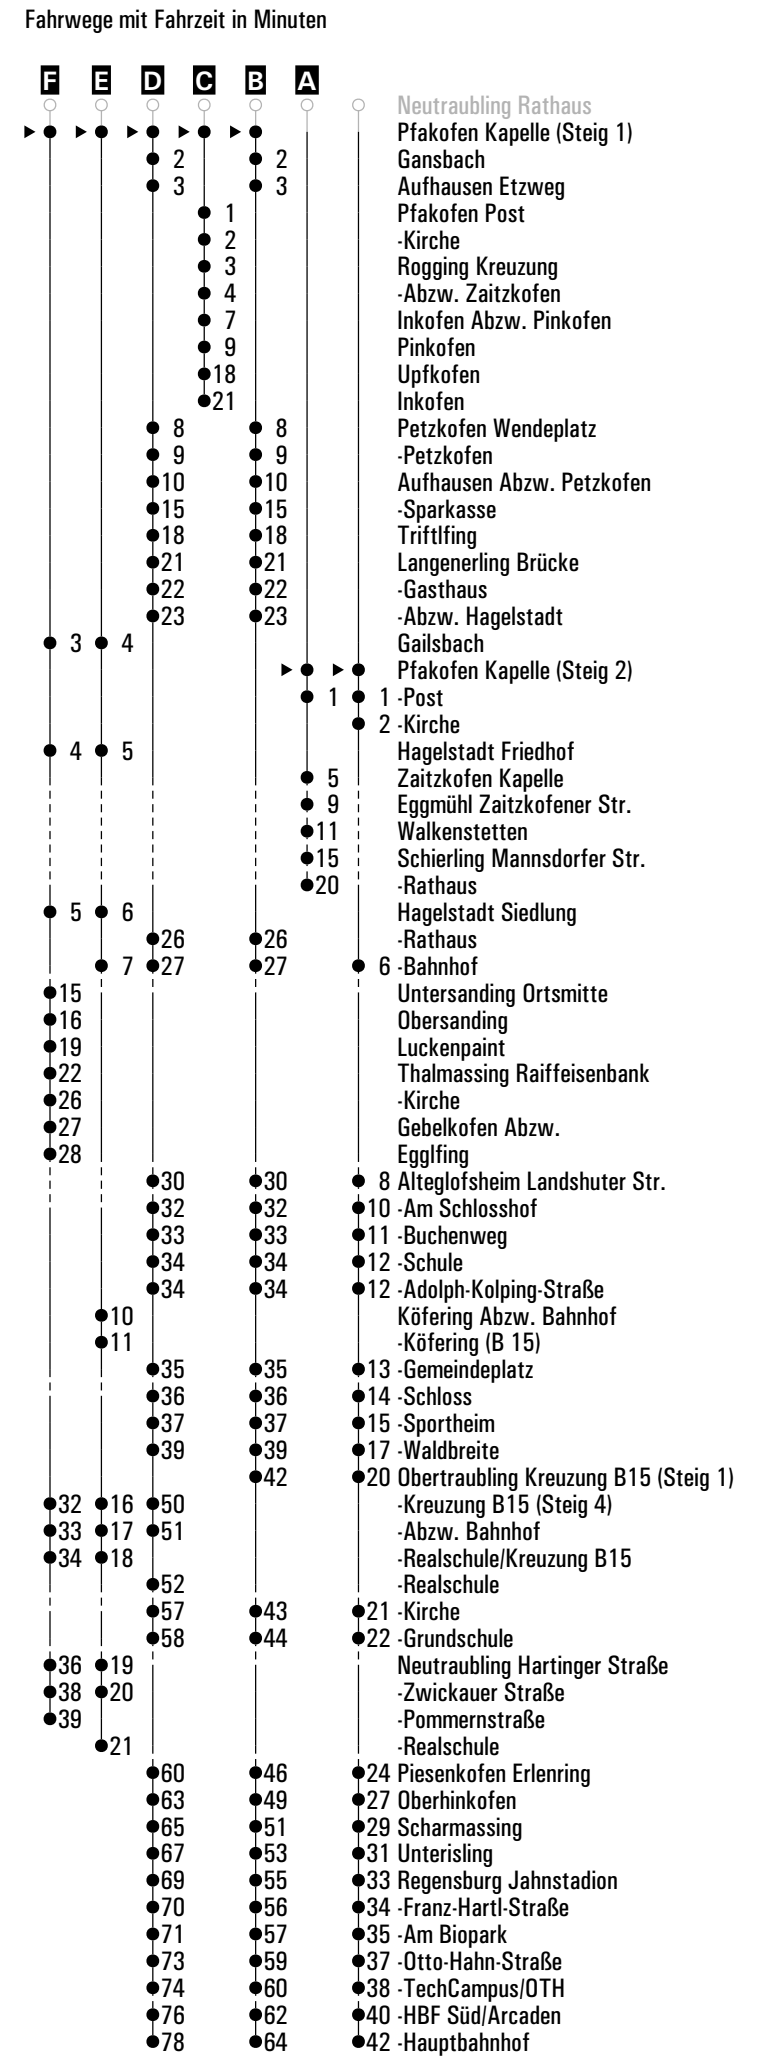 Fahrwege mit Fahrzeit in Minuten
F E D C B A
Neutraubling Rathaus
Pfakofen Kapelle (Steig 1)
2 2 Gansbach
3 3 Aufhausen Etzweg
1 Pfakofen Post
2 -Kirche
3 Rogging Kreuzung
4 -Abzw. Zaitzkofen
7 Inkofen Abzw. Pinkofen
9 Pinkofen
18 Upfkofen
21 Inkofen
8 8 Petzkofen Wendeplatz
9 9 -Petzkofen
10 10 Aufhausen Abzw. Petzkofen
15 15 -Sparkasse
18 18 Triftlfing
21 21 Langenerling Brücke
22 22 -Gasthaus
23 23 -Abzw. Hagelstadt
3 4 Gailsbach
Pfakofen Kapelle (Steig 2)
1 1 -Post
2 -Kirche
4 5 Hagelstadt Friedhof
5 Zaitzkofen Kapelle
9 Eggmühl Zaitzkofener Str.
11 Walkenstetten
15 Schierling Mannsdorfer Str.
20 -Rathaus
5 6 Hagelstadt Siedlung
26 26 -Rathaus
7 27 27 6 -Bahnhof
15 Untersanding Ortsmitte
16 Obersanding
19 Luckenpaint
22 Thalmassing Raiffeisenbank
26 -Kirche
27 Gebelkofen Abzw.
28 Egglfing
30 30 8 Alteglofsheim Landshuter Str.
32 32 10 -Am Schlosshof
33 33 11 -Buchenweg
34 34 12 -Schule
34 34 12 -Adolph-Kolping-Straße
10 Köfering Abzw. Bahnhof
11 -Köfering (B 15)
35 35 13 -Gemeindeplatz
36 36 14 -Schloss
37 37 15 -Sportheim
39 39 17 -Waldbreite
42 20 Obertraubling Kreuzung B15 (Steig 1)
32 16 50 -Kreuzung B15 (Steig 4)
33 17 51 -Abzw. Bahnhof
34 18 -Realschule/Kreuzung B15
52 -Realschule
57 43 21 -Kirche
58 44 22 -Grundschule
36 19 Neutraubling Hartinger Straße
38 20 -Zwickauer Straße
39 -Pommernstraße
21 -Realschule
60 46 24 Piesenkofen Erlenring
63 49 27 Oberhinkofen
65 51 29 Scharmassing
67 53 31 Unterisling
69 55 33 Regensburg Jahnstadion
70 56 34 -Franz-Hartl-Straße
71 57 35 -Am Biopark
73 59 37 -Otto-Hahn-Straße
74 60 38 -TechCampus/OTH
76 62 40 -HBF Süd/Arcaden
78 64 42 -Hauptbahnhof